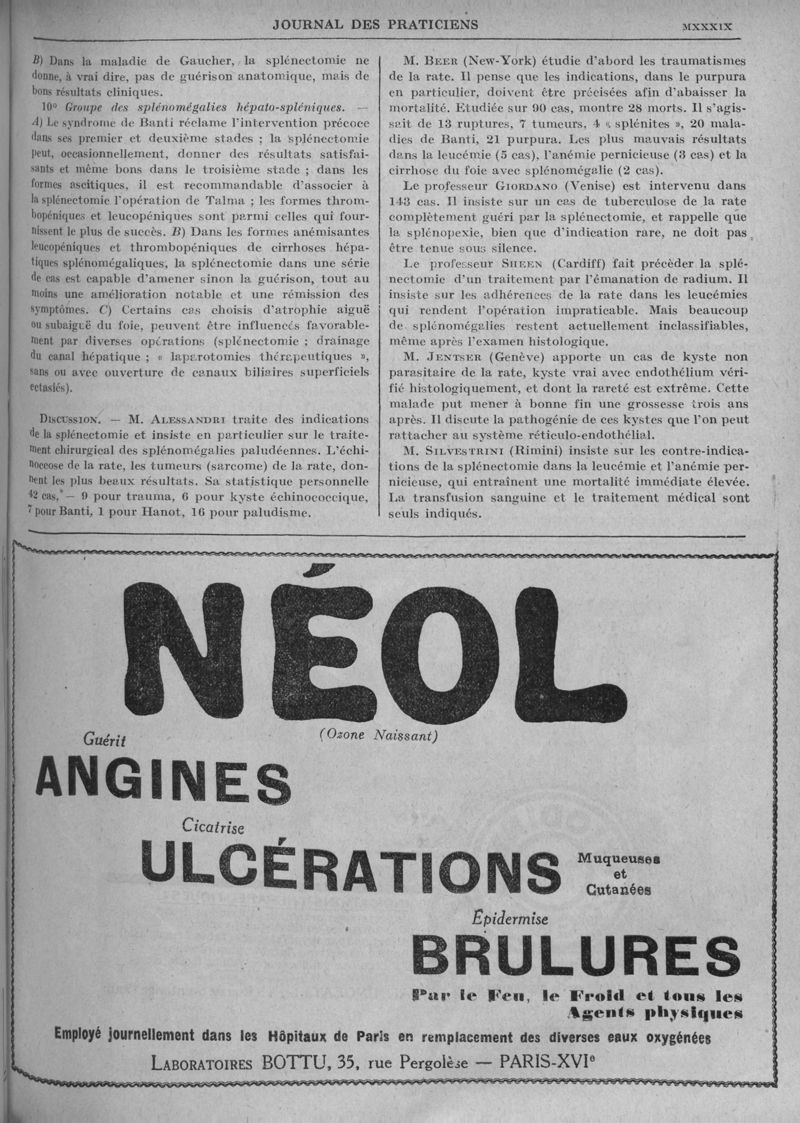 JOURNAL DES PRATICIENS
MXXXIX
B) Dans la maladie de Gaucher, la splénectomie ne
donne, à vrai dire, pas de guérison anatomique, mais de
bons résultats cliniques.
10° Groupe des splénomégalies hépato-spléniques. —
A) Le syndrome de Banti réclame l'intervention précoce
dans ses premier et deuxième stades ; la splénectomie
peut, occasionnellement, donner des résultats satisfai-
sants et même bons dans le troisième stade ; dans les
formes ascitiques, il est recommandable d'associer à
la splénectomie l'opération de Talma ; les formes throm-
bopéniques et leucopéniques sont parmi celles qui four-
nissent le plus de succès. B) Dans les formes anémisantes
leucopéniques et thrombopéniques de cirrhoses hépa-
tiques splénomégaliques, la splénectomie dans une série
de cas est capable d'amener sinon la guérison, tout au
moins une amélioration notable et une rémission des
symptômes. C) Certains cas choisis d'atrophie aiguë
ou subaiguë du foie, peuvent être influencés favorable-
ment par diverses opérations (splénectomie ; drainage
du canal hépatique ; « laparotomies thérapeutiques »,
sans ou avec ouverture de canaux biliaires superficiels
ectasiés).
DISCUSSION. — M. ALESSANDRI traite des indications
de la splénectomie et insiste en particulier sur le traite-
ment chirurgical des splénomégalies paludéennes. L'échi-
noccose de la rate, les tumeurs (sarcome) de la rate, don-
nent les plus beaux résultats. Sa statistique personnelle
42 cas, — 9 pour trauma, 6 pour kyste échinococcique,
7 pour Banti, 1 pour Hanot, 16 pour paludisme.
M. BEER (New-York) étudie d'abord les traumatismes
de la rate. Il pense que les indications, dans le purpura
en particulier, doivent être précisées afin d'abaisser la
mortalité. Etudiée sur 90 cas, montre 28 morts. Il s'agis-
sait de 13 ruptures, 7 tumeurs, 4 « splénites », 20 mala-
dies de Banti, 21 purpura. Les plus mauvais résultats
dans la leucémie (5 cas), l'anémie pernicieuse (3 cas) et la
cirrhose du foie avec splénomégalie (2 cas).
Le professeur GIORDANO (Venise) est intervenu dans
143 cas. Il insiste sur un cas de tuberculose de la rate
complètement guéri par la splénectomie, et rappelle que
la splénopexie, bien que d'indication rare, ne doit pas
être tenue sous silence.
Le professeur SHEEN (Cardiff) fait précèder la splé-
nectomie d'un traitement par l'émanation de radium. Il
insiste sur les adhérences de la rate dans les leucémies
qui rendent l'opération impraticable. Mais beaucoup
de splénomégalies restent actuellement inclassifiables,
même après l'examen histologique.
M. JENTSER (Genève) apporte un cas de kyste non
parasitaire de la rate, kyste vrai avec endothélium véri-
fié histologiquement, et dont la rareté est extrême. Cette
malade put mener à bonne fin une grossesse trois ans
après. Il discute la pathogénie de ces kystes que l'on peut
rattacher au système réticulo-endothélial.
M. SILVESTRINI (Rimini) insiste sur les contre-indica-
tions de la splénectomie dans la leucémie et l'anémie per-
nicieuse, qui entraînent une mortalité immédiate élevée.
La transfusion sanguine et le traitement médical sont
seuls indiqués.
NÉOL
(Ozone Naissant)
Guérit
ANGINES
Cicatrise
ULCÉRATIONS
Muqueuses
et
Cutanées
Épidermise
BRULURES
Par le Feu, le Froid et tous les
Agents physiques
Employé journellement dans les Hôpitaux de Paris en remplacement des diverses eaux oxygénées
LABORATOIRES BOTTU, 35, rue Pergolèse — PARIS-XVIe